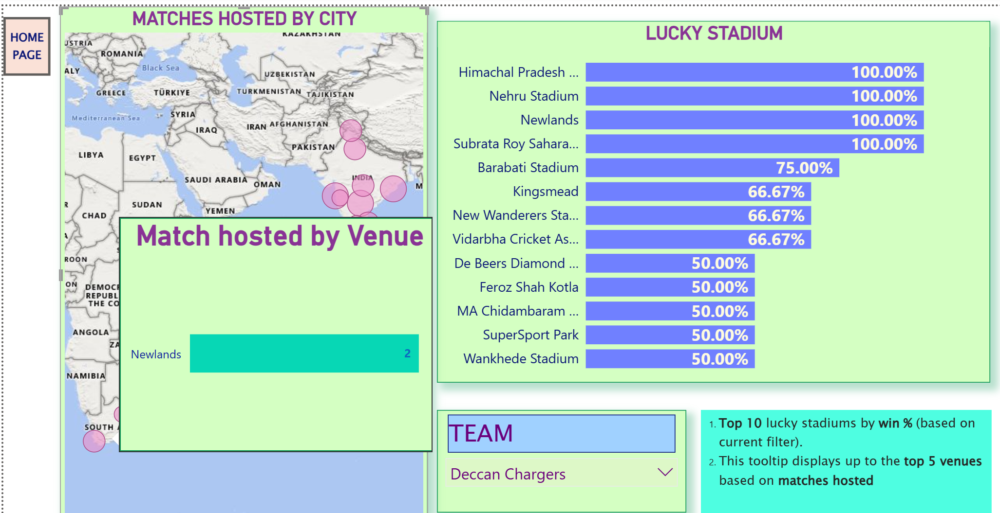 HOME
PAGE
MATCHES HOSTED BY CITY
KAZAKHSTAN
USTRIA
ROMANIA
ALY
Black Sea
UZBEKISTAN
GREECE
TÜRKIYE
TURKMENISTAN
TAJIKISTAN
Mediterranean Sea
SYRIA
IRAQ
IRAN
AFGHANISTAN
PAKISTAN
LIBYA
EGYPT
INDIA
SAUDI ARABIA
OMAN
M
R
SUDAN
YEMEN
CHAD
A
ROON
ON
DEMOCR
REPUBL
THE CO
ANGOLA
ZA
NAMIBIA
SOUTH A
Match hosted by Venue
Newlands 2
LUCKY STADIUM
Himachal Pradesh ... 100.00%
Nehru Stadium 100.00%
Newlands 100.00%
Subrata Roy Sahara... 100.00%
Barabati Stadium 75.00%
Kingsmead 66.67%
New Wanderers Sta... 66.67%
Vidarbha Cricket As... 66.67%
De Beers Diamond ... 50.00%
Feroz Shah Kotla 50.00%
MA Chidambaram ... 50.00%
SuperSport Park 50.00%
Wankhede Stadium 50.00%
TEAM
Deccan Chargers
1. Top 10 lucky stadiums by win % (based on
current filter).
2. This tooltip displays up to the top 5 venues
based on matches hosted